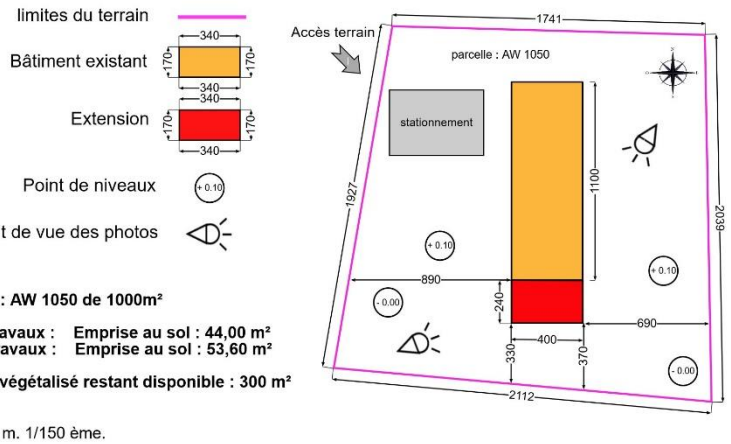 limites du terrain
340
Bâtiment existant
170
170
340
340
Extension
170
170
340
Point de niveaux
+ 0.10
t de vue des photos
: AW 1050 de 1000m²
ravaux : Emprise au sol : 44,00 m²
ravaux : Emprise au sol : 53,60 m²
végétalisé restant disponible : 300 m²
m. 1/150 ème.
1741
Accès terrain
parcelle : AW 1050
stationnement
1927
1100
2039
+ 0.10
+ 0.10
890
- 0.00
240
690
400
330
370
- 0.00
2112